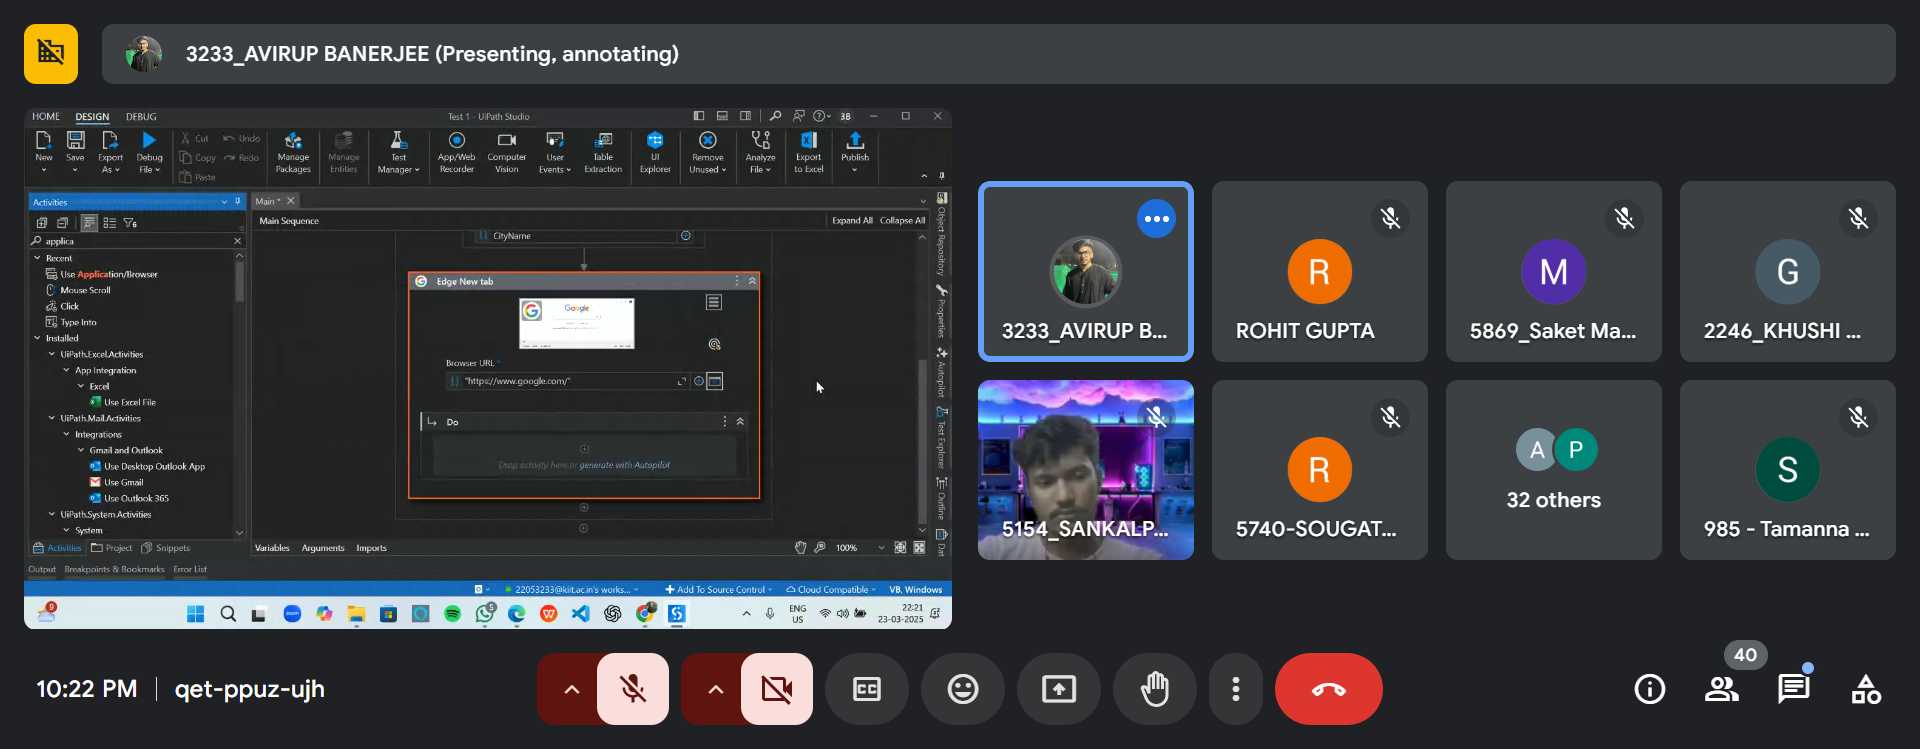 3233_AVIRUP BANERJEE (Presenting, annotating)
HOME DESIGN DEBUG
Test 1 - UiPath Studio
3B
New
Save
Export As
Debug File
Cut
Copy
Paste
Undo
Redo
Manage Packages
Manage Entities
Test Manager
App/Web Recorder
Computer Vision
User Events
Table Extraction
UI Explorer
Remove Unused
Analyze File
Export to Excel
Publish
Activities
6
applica
Recent
Use Application/Browser
Mouse Scroll
Click
Type Into
Installed
UiPath.Excel.Activities
App Integration
Excel
Use Excel File
UiPath.Mail.Activities
Integrations
Gmail and Outlook
Use Desktop Outlook App
Use Gmail
Use Outlook 365
UiPath.System.Activities
System
Activities Project Snippets
Main *
Main Sequence
Expand All Collapse All
CityName
Edge New tab
Google
Browser URL *
"https://www.google.com/"
Do
Drop activity here or generate with Autopilot
Variables Arguments Imports
100%
Object Repository
Properties
Autopilot
Test Explorer
Outline
Dat
Output Breakpoints & Bookmarks Error List
22053233@kiit.ac.in's works...
Add To Source Control
Cloud Compatible
VB, Windows
9
zoom
5
ENG
US
22:21
23-03-2025
3233_AVIRUP B...
R
ROHIT GUPTA
M
5869_Saket Ma...
G
2246_KHUSHI ...
5154_SANKALP...
R
5740-SOUGAT...
A P
32 others
S
985 - Tamanna ...
10:22 PM | qet-ppuz-ujh
CC
40